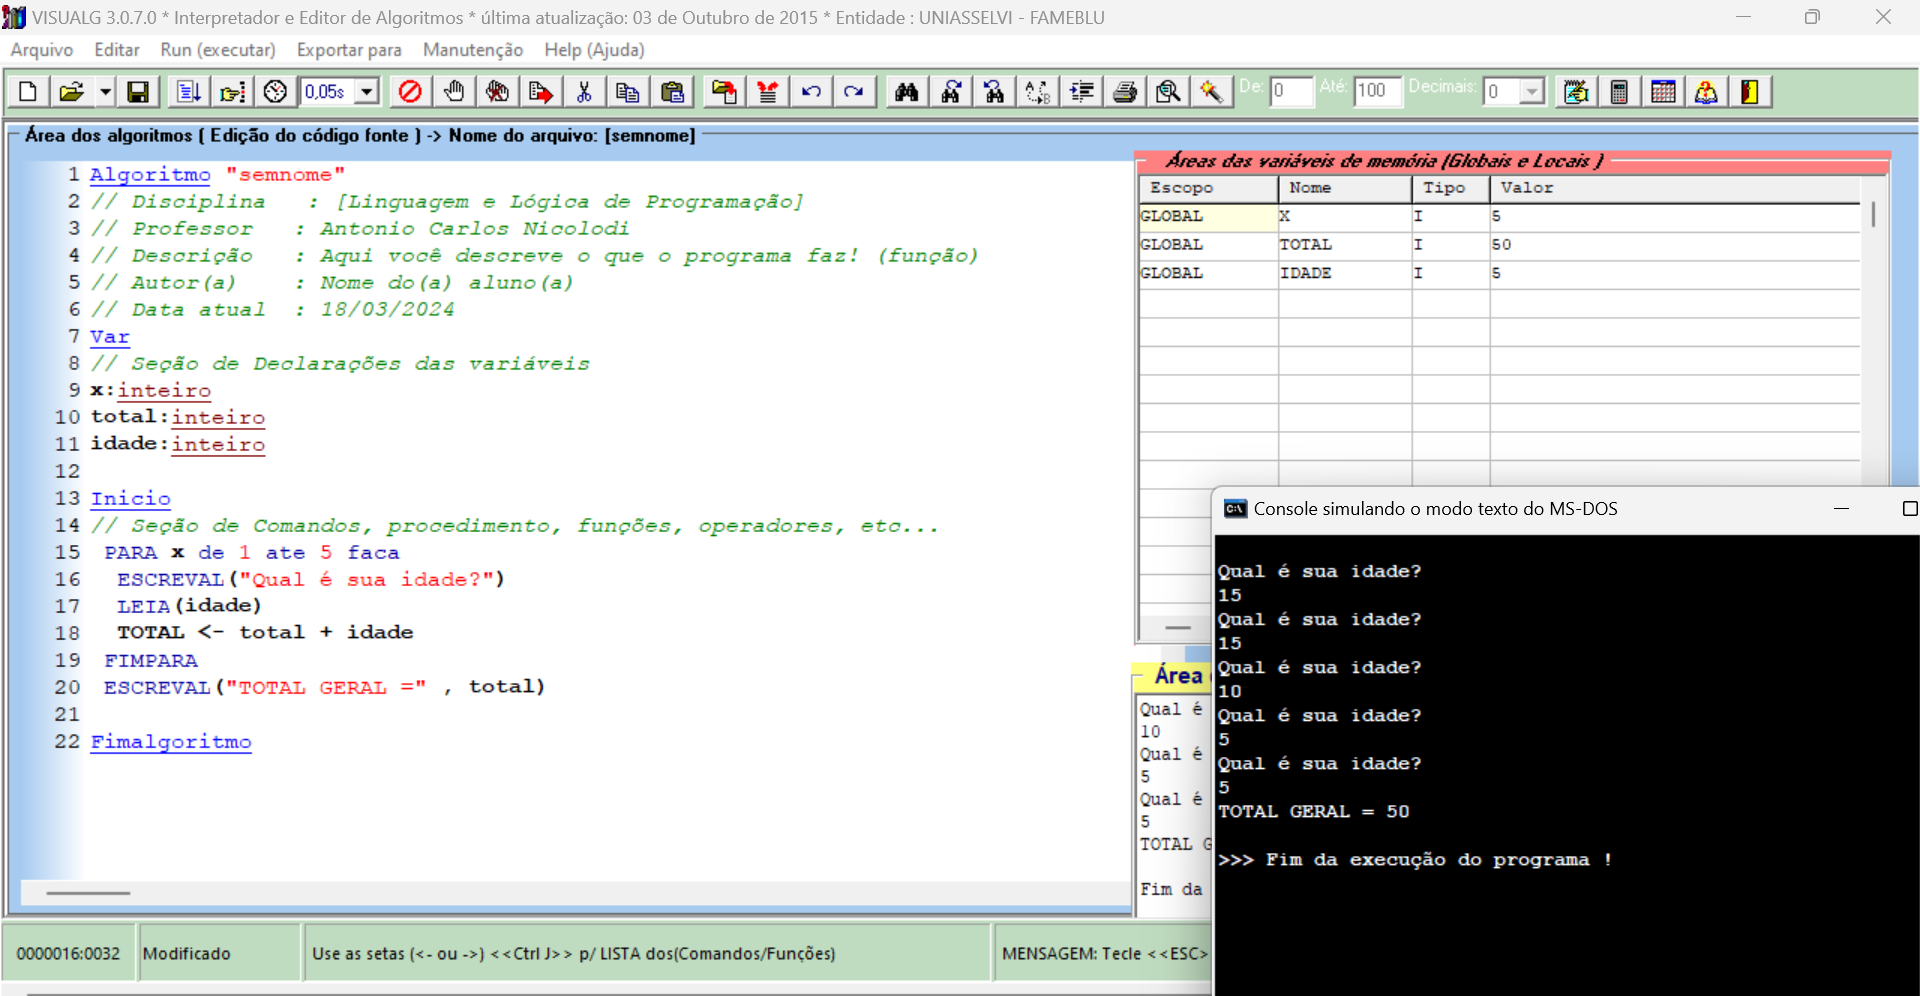 VISUALG 3.0.7.0 * Interpretador e Editor de Algoritmos * última atualização: 03 de Outubro de 2015 * Entidade : UNIASSELVI - FAMEBLU
Arquivo Editar Run (executar) Exportar para Manutenção Help (Ajuda)
0,05s De: 0 Até: 100 Decimais: 0
Área dos algoritmos ( Edição do código fonte ) -> Nome do arquivo: [semnome]
1 Algoritmo "semnome"
2 // Disciplina   : [Linguagem e Lógica de Programação]
3 // Professor   : Antonio Carlos Nicolodi
4 // Descrição   : Aqui você descreve o que o programa faz! (função)
5 // Autor(a)    : Nome do(a) aluno(a)
6 // Data atual  : 18/03/2024
7 Var
8 // Seção de Declarações das variáveis
9 x:inteiro
10 total:inteiro
11 idade:inteiro
12
13 Inicio
14 // Seção de Comandos, procedimento, funções, operadores, etc...
15  PARA x de 1 ate 5 faca
16   ESCREVAL("Qual é sua idade?")
17   LEIA(idade)
18   TOTAL <- total + idade
19  FIMPARA
20  ESCREVAL("TOTAL GERAL =" , total)
21
22 Fimalgoritmo
Áreas das variáveis de memória (Globais e Locais )
Escopo Nome Tipo Valor
GLOBAL X I 5
GLOBAL TOTAL I 50
GLOBAL IDADE I 5
Área
Qual é
10
Qual é
5
Qual é
5
TOTAL G
Fim da
Console simulando o modo texto do MS-DOS
Qual é sua idade?
15
Qual é sua idade?
15
Qual é sua idade?
10
Qual é sua idade?
5
Qual é sua idade?
5
TOTAL GERAL = 50
>>> Fim da execução do programa !
0000016:0032 Modificado Use as setas (<- ou ->) <<Ctrl J>> p/ LISTA dos(Comandos/Funções) MENSAGEM: Tecle <<ESC>